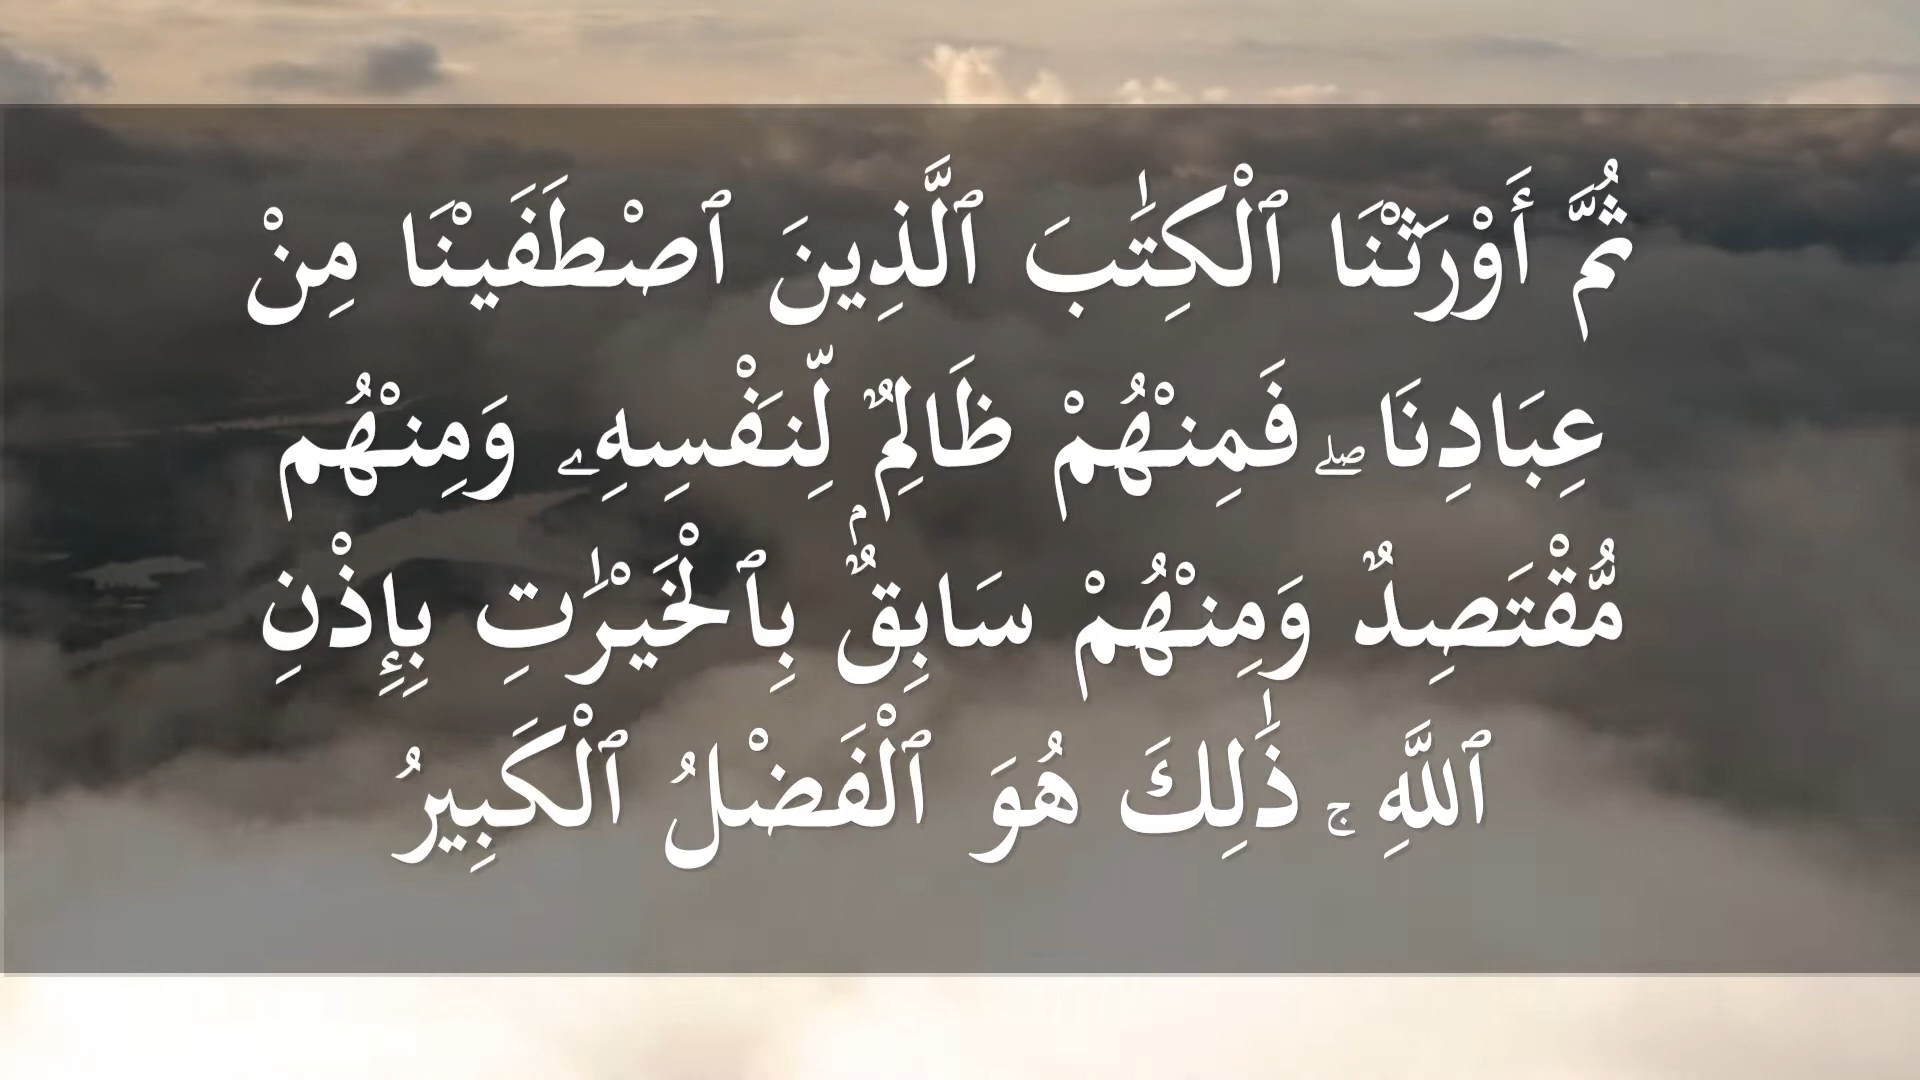 ثُمَّ أَوْرَثْنَا ٱلْكِتَٰبَ ٱلَّذِينَ ٱصْطَفَيْنَا مِنْ
عِبَادِنَا ۖ فَمِنْهُمْ ظَالِمٌ لِّنَفْسِهِۦ وَمِنْهُم
مُّقْتَصِدٌ وَمِنْهُمْ سَابِقٌۢ بِٱلْخَيْرَٰتِ بِإِذْنِ
ٱللَّهِ ۚ ذَٰلِكَ هُوَ ٱلْفَضْلُ ٱلْكَبِيرُ